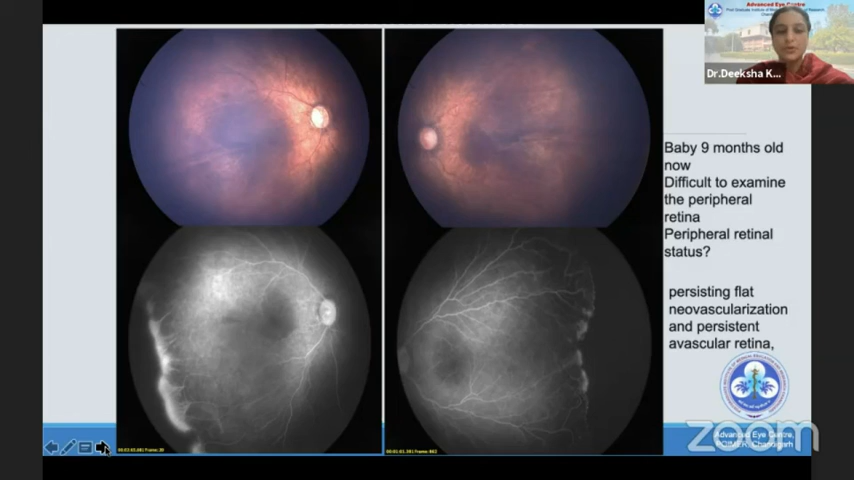 Advanced Eye Centre
Dr.Deeksha K...
Baby 9 months old
now
Difficult to examine
the peripheral
retina
Peripheral retinal
status?
persisting flat
neovascularization
and persistent
avascular retina,
Advanced Eye Centre,
PGIMER, Chandigarh
zoom